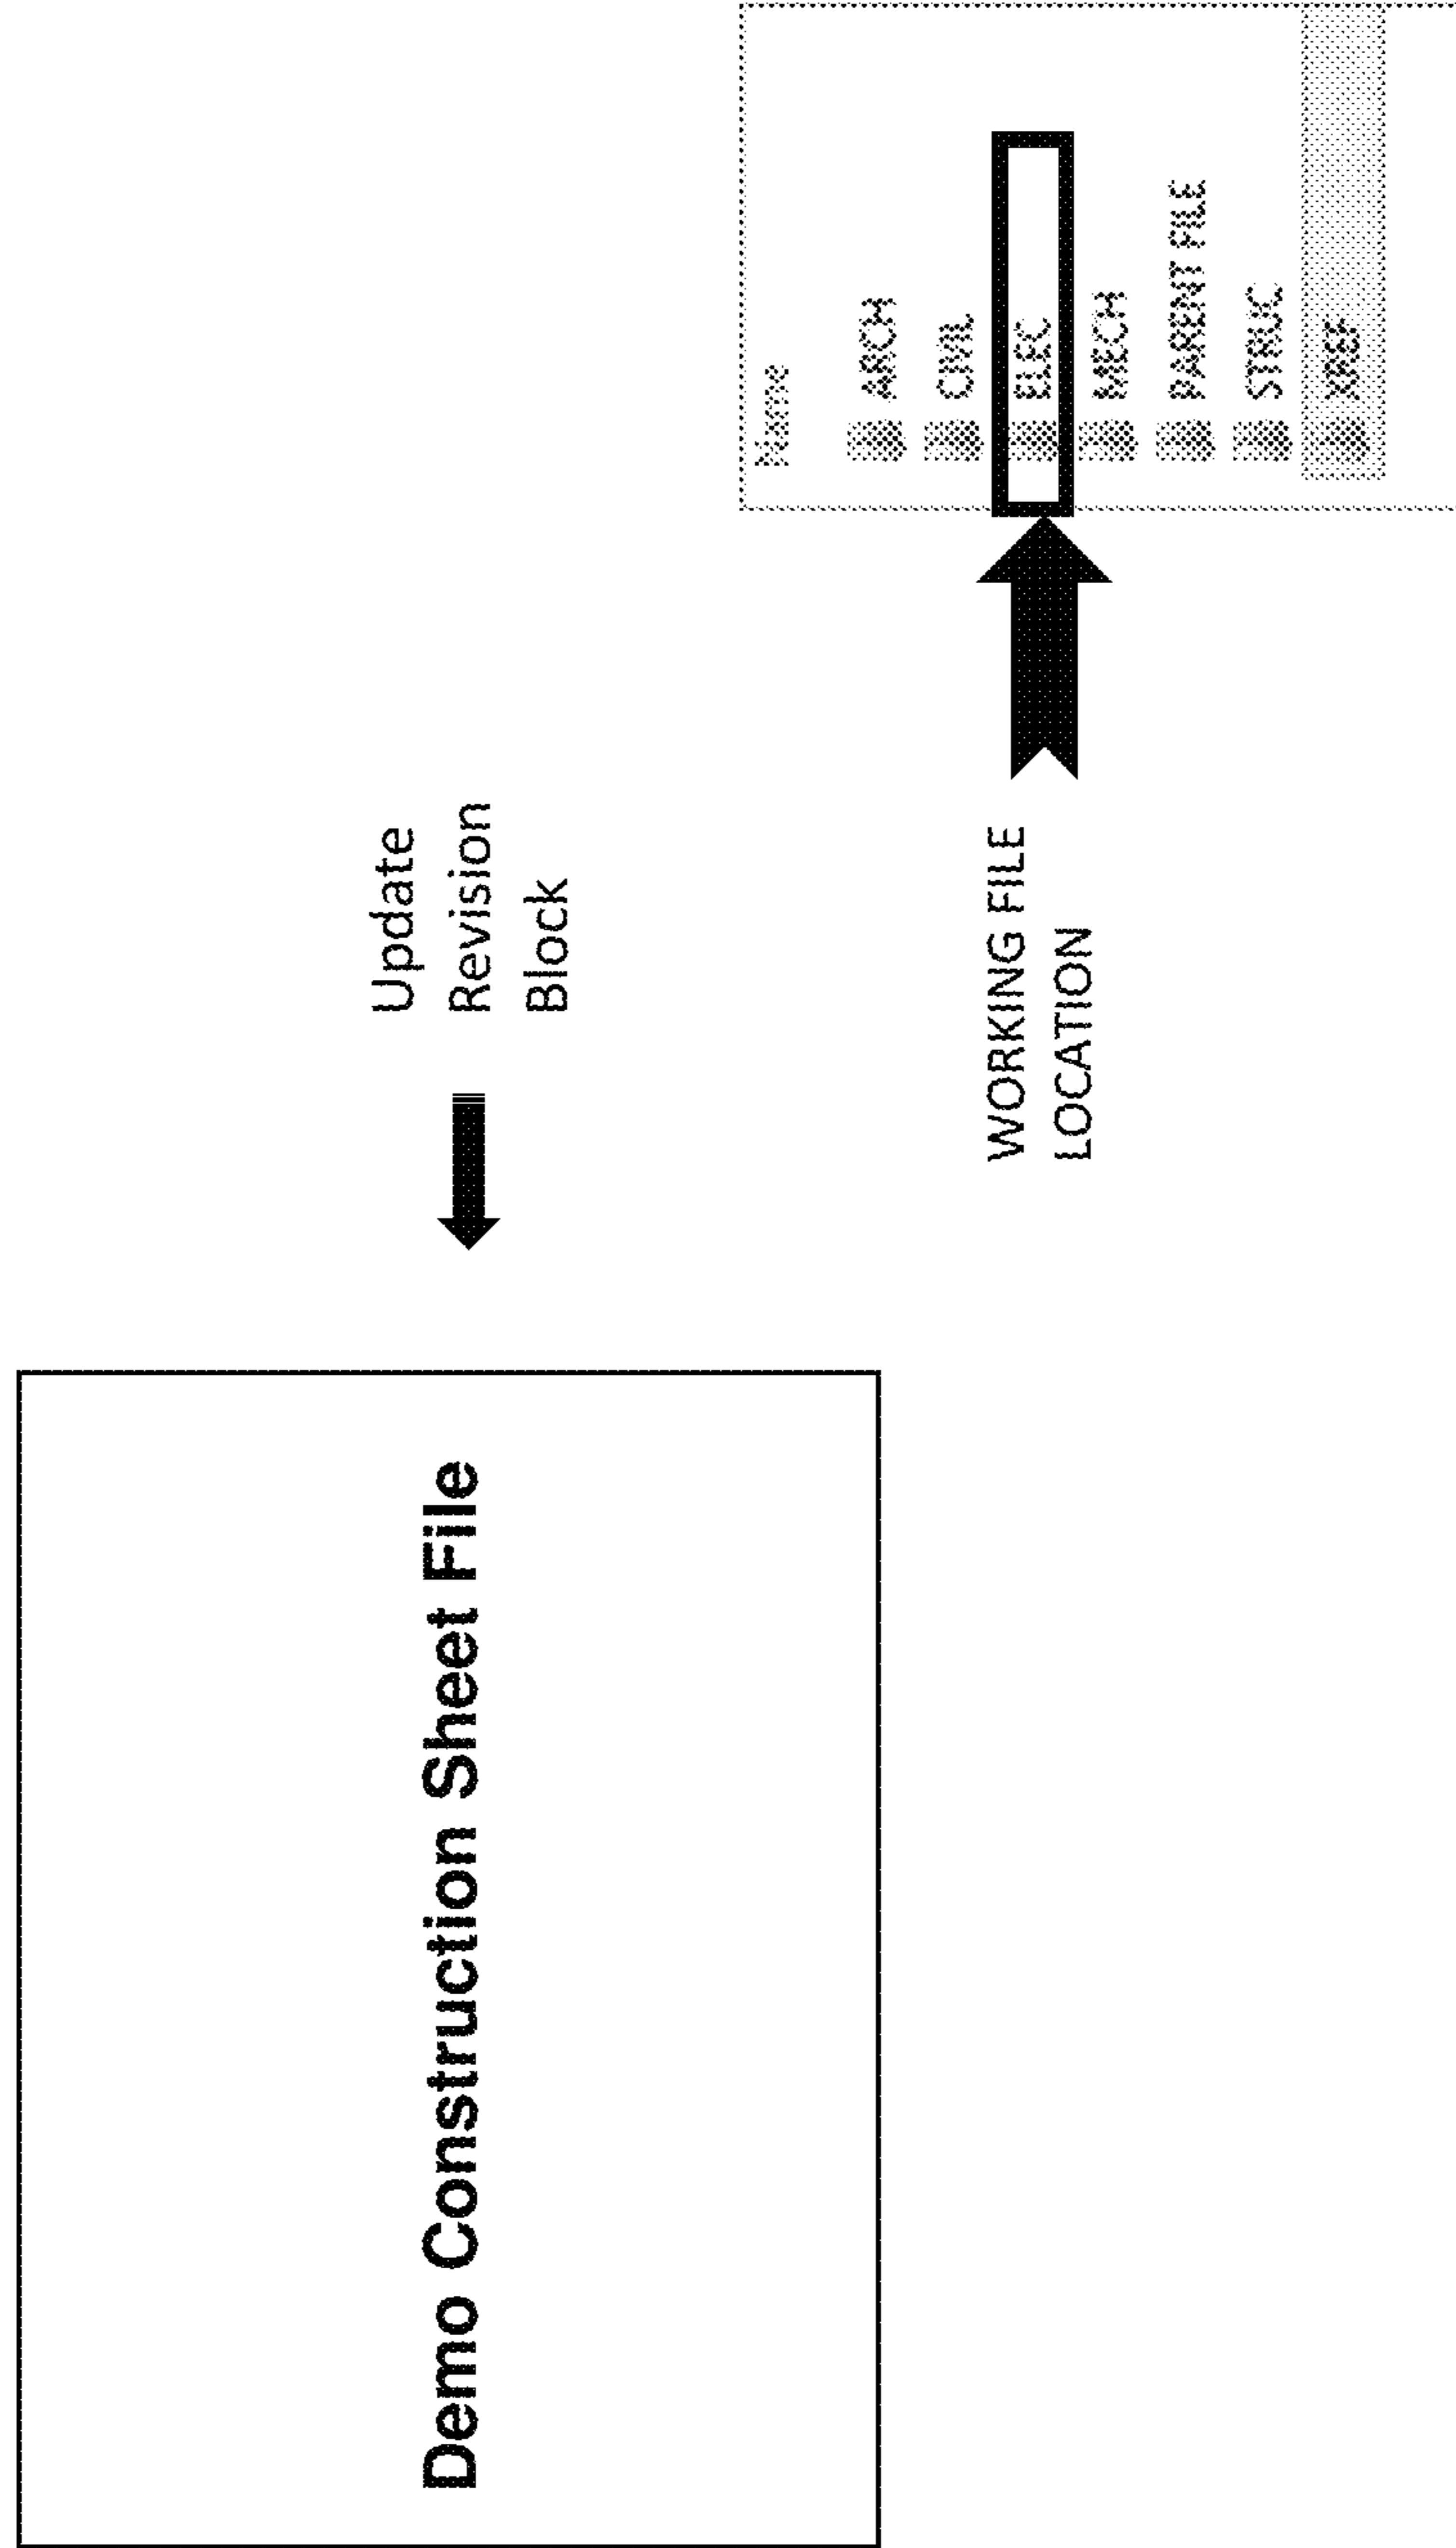 Demo Construction Sheet File
Update
Revision
Block
WORKING FILE
LOCATION
Name
ARCH
CIVIL
ELEC
MECH
PARENT FILE
STRUC
XREF